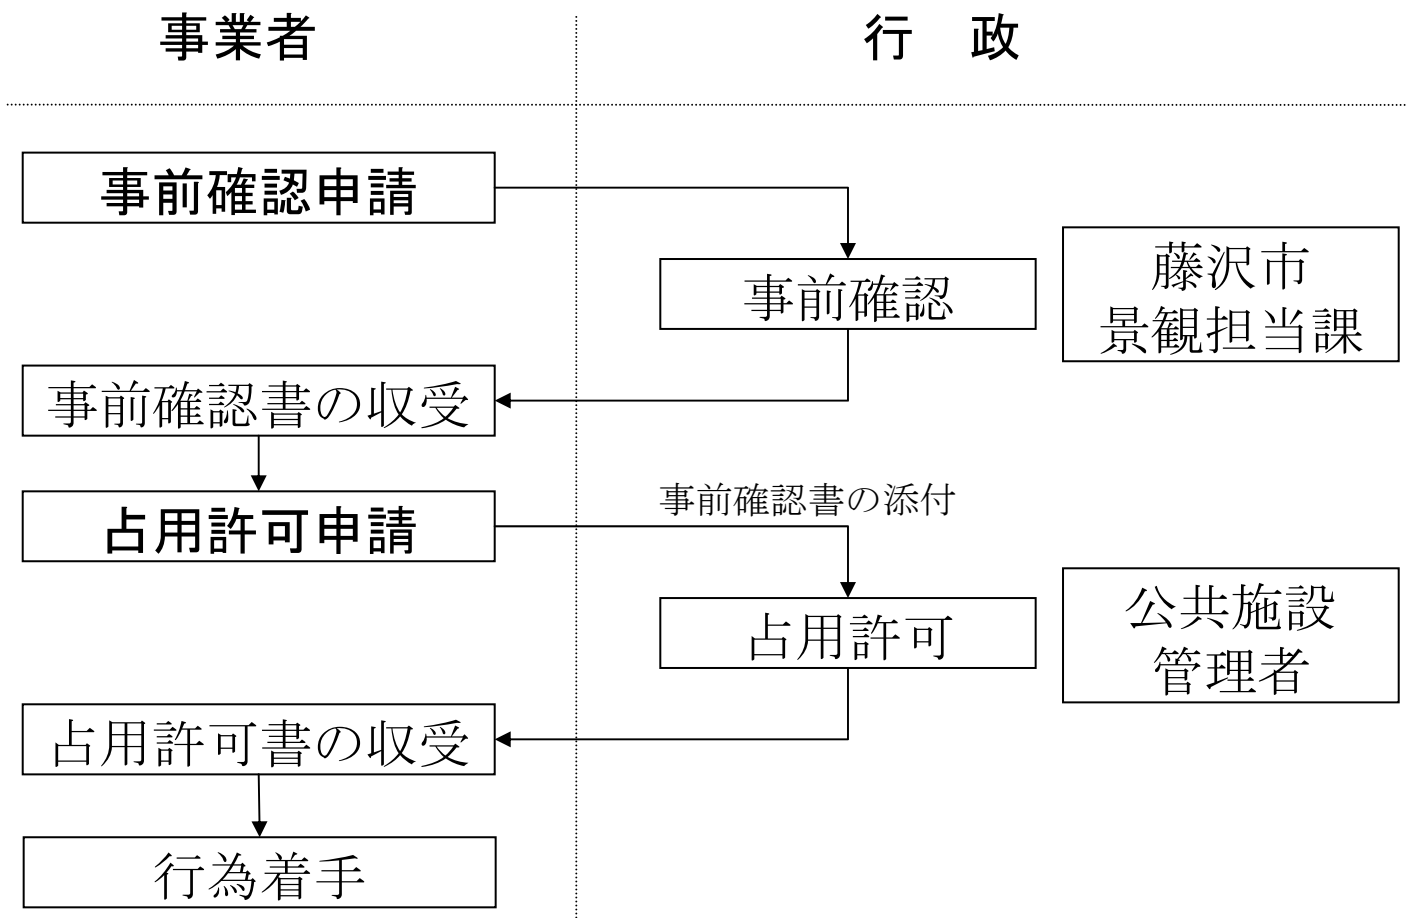 事業者
行　政
事前確認申請
事前確認
藤沢市
景観担当課
事前確認書の収受
占用許可申請
事前確認書の添付
占用許可
公共施設
管理者
占用許可書の収受
行為着手